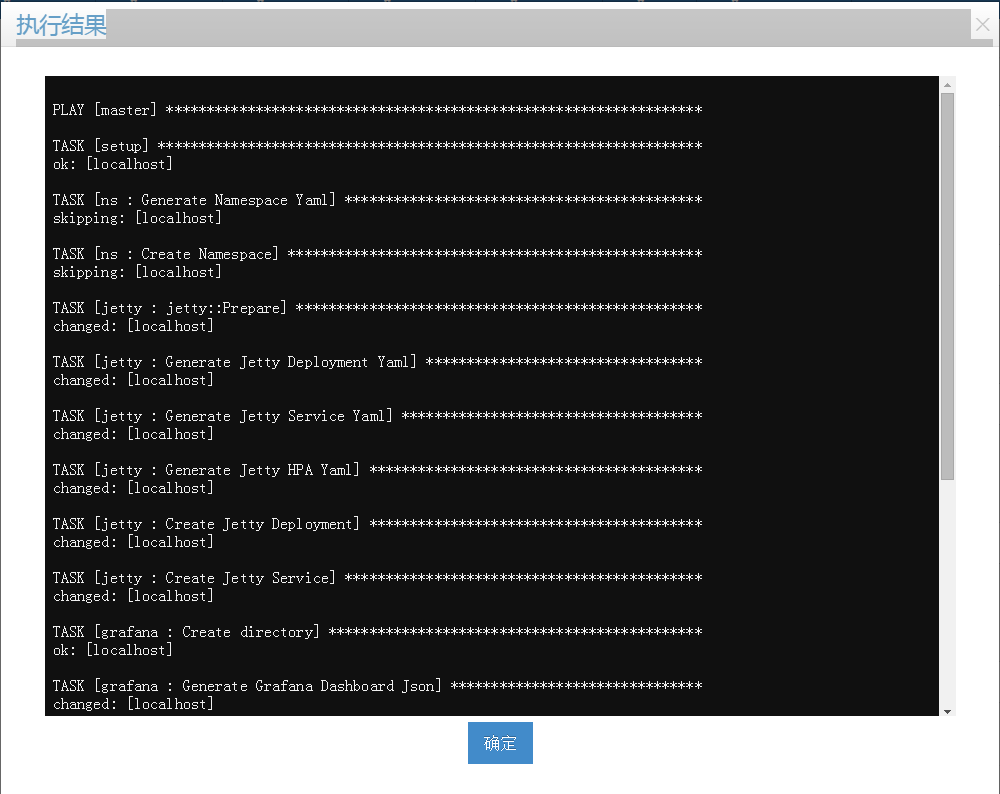 执行结果
PLAY [master] ******************************************************************
TASK [setup] *******************************************************************
ok: [localhost]
TASK [ns : Generate Namespace Yaml] ********************************************
skipping: [localhost]
TASK [ns : Create Namespace] ***************************************************
skipping: [localhost]
TASK [jetty : jetty::Prepare] **************************************************
changed: [localhost]
TASK [jetty : Generate Jetty Deployment Yaml] **********************************
changed: [localhost]
TASK [jetty : Generate Jetty Service Yaml] *************************************
changed: [localhost]
TASK [jetty : Generate Jetty HPA Yaml] *****************************************
changed: [localhost]
TASK [jetty : Create Jetty Deployment] *****************************************
changed: [localhost]
TASK [jetty : Create Jetty Service] ********************************************
changed: [localhost]
TASK [grafana : Create directory] **********************************************
ok: [localhost]
TASK [grafana : Generate Grafana Dashboard Json] *******************************
changed: [localhost]
确定